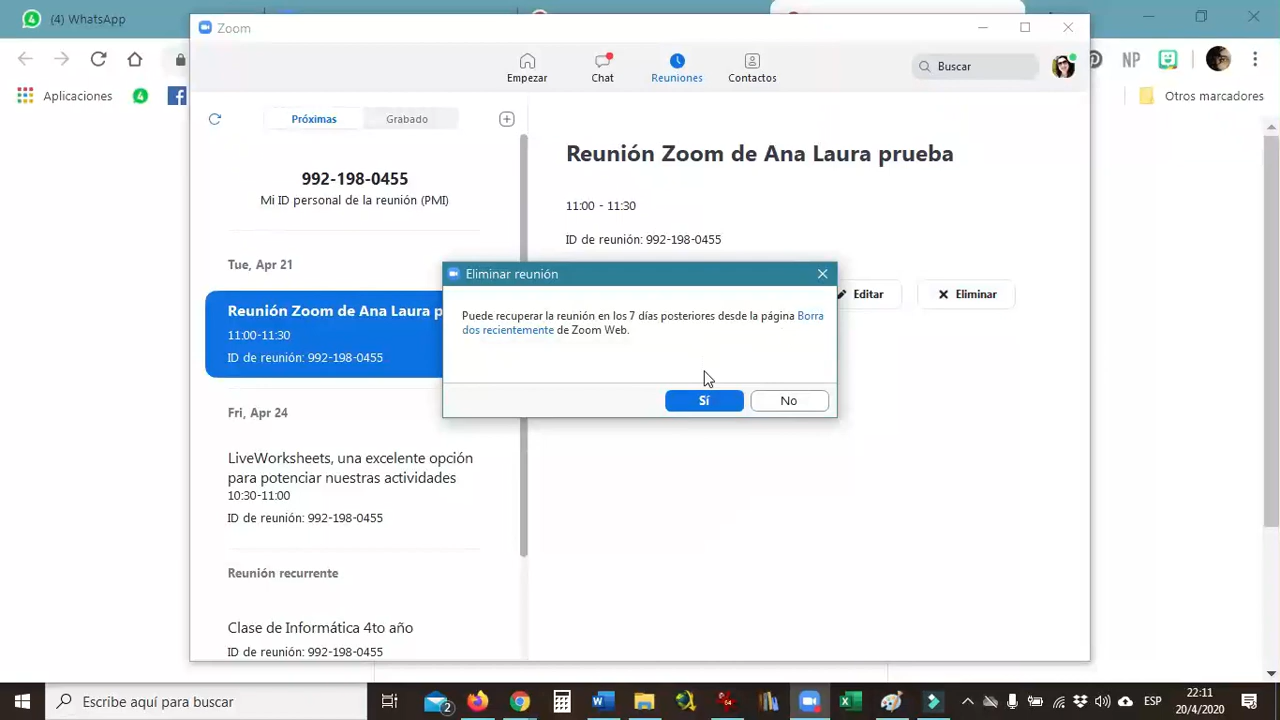 (4) WhatsApp
Zoom
Empezar
Chat
Reuniones
Contactos
Buscar
NP
Aplicaciones
Otros marcadores
Próximas
Grabado
992-198-0455
Mi ID personal de la reunión (PMI)
Tue, Apr 21
Reunión Zoom de Ana Laura p
11:00-11:30
ID de reunión: 992-198-0455
Fri, Apr 24
LiveWorksheets, una excelente opción
para potenciar nuestras actividades
10:30-11:00
ID de reunión: 992-198-0455
Reunión recurrente
Clase de Informática 4to año
ID de reunión: 992-198-0455
Reunión Zoom de Ana Laura prueba
11:00 - 11:30
ID de reunión: 992-198-0455
Editar
Eliminar
Eliminar reunión
Puede recuperar la reunión en los 7 días posteriores desde la página Borra
dos recientemente de Zoom Web.
Sí
No
Escribe aquí para buscar
2
64
ESP
22:11
20/4/2020